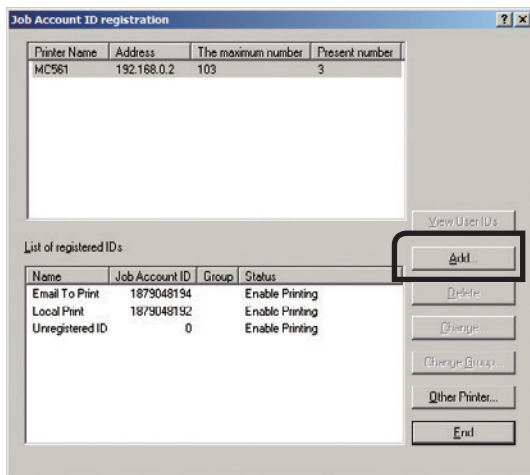 Job Account ID registration
Printer Name Address The maximum number Present number
MC561 192.168.0.2 103 3
View User IDs
List of registered IDs
Add...
Name Job Account ID Group Status
Email To Print 1879048194 Enable Printing
Delete
Local Print 1879048192 Enable Printing
Unregistered ID 0 Enable Printing
Change...
Change Group...
Other Printer...
End